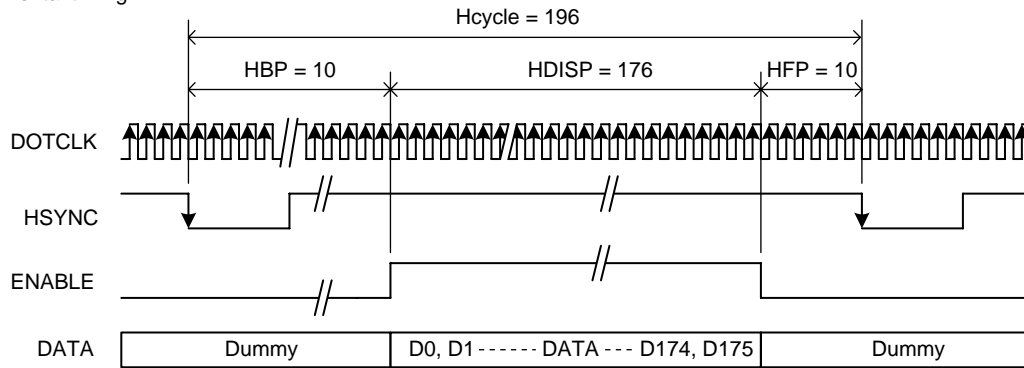 Hcycle = 196
HBP = 10 HDISP = 176 HFP = 10
DOTCLK
HSYNC
ENABLE
DATA Dummy D0, D1 ------ DATA --- D174, D175 Dummy